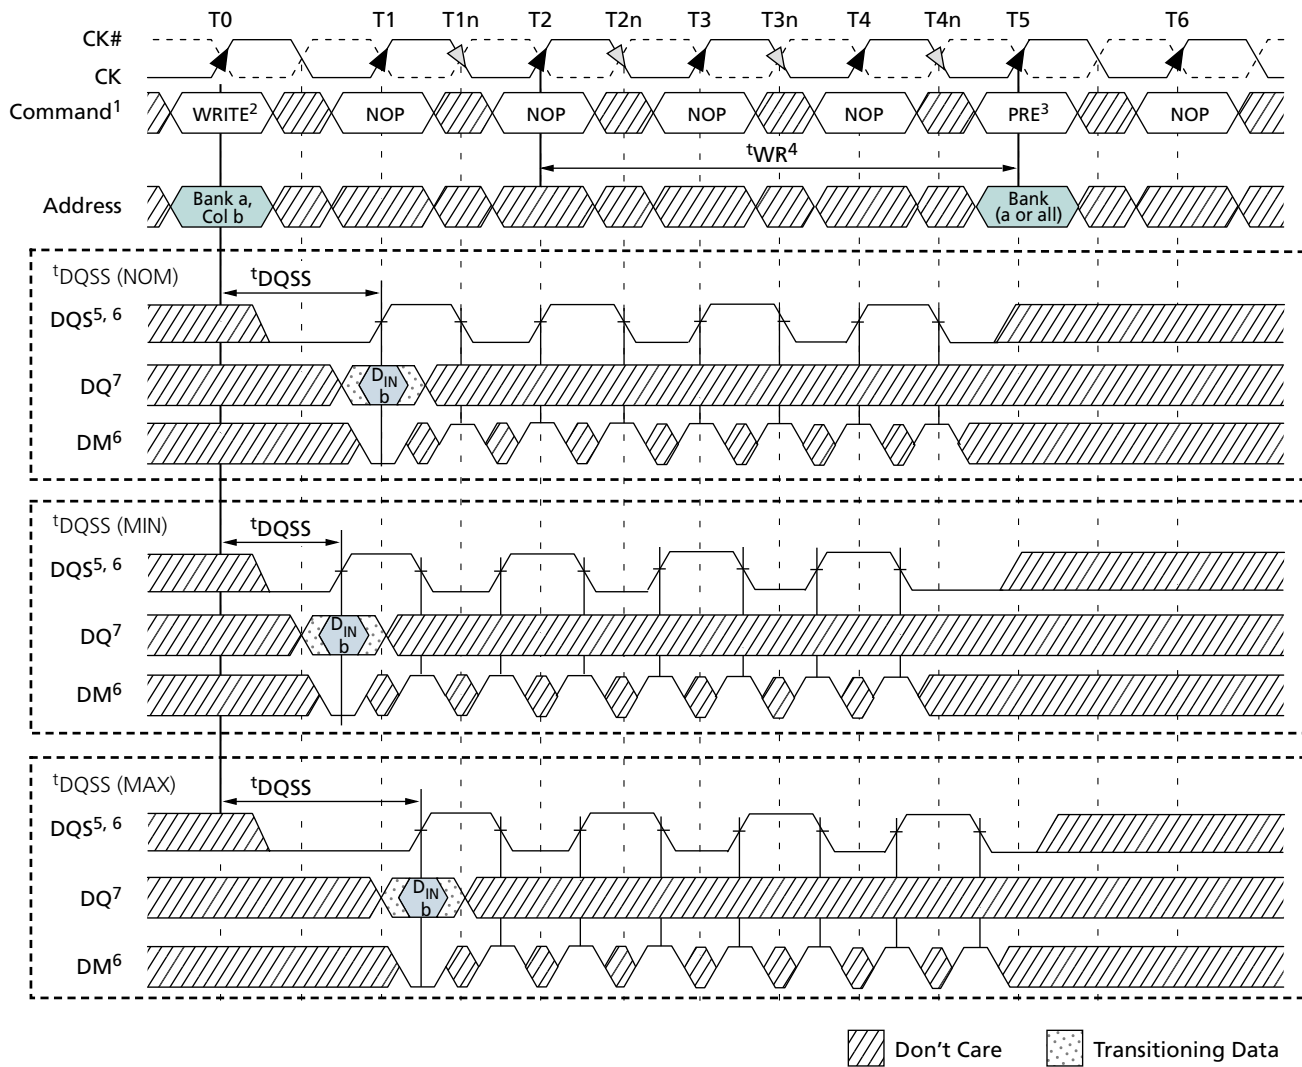 T0 T1 T1n T2 T2n T3 T3n T4 T4n T5 T6
CK#
CK
Command1 WRITE2 NOP NOP NOP NOP PRE3 NOP
tWR4
Address Bank a, Col b Bank (a or all)
tDQSS (NOM) tDQSS
DQS5, 6
DQ7 DIN b
DM6
tDQSS (MIN) tDQSS
DQS5, 6
DQ7 DIN b
DM6
tDQSS (MAX) tDQSS
DQS5, 6
DQ7 DIN b
DM6
Don't Care Transitioning Data